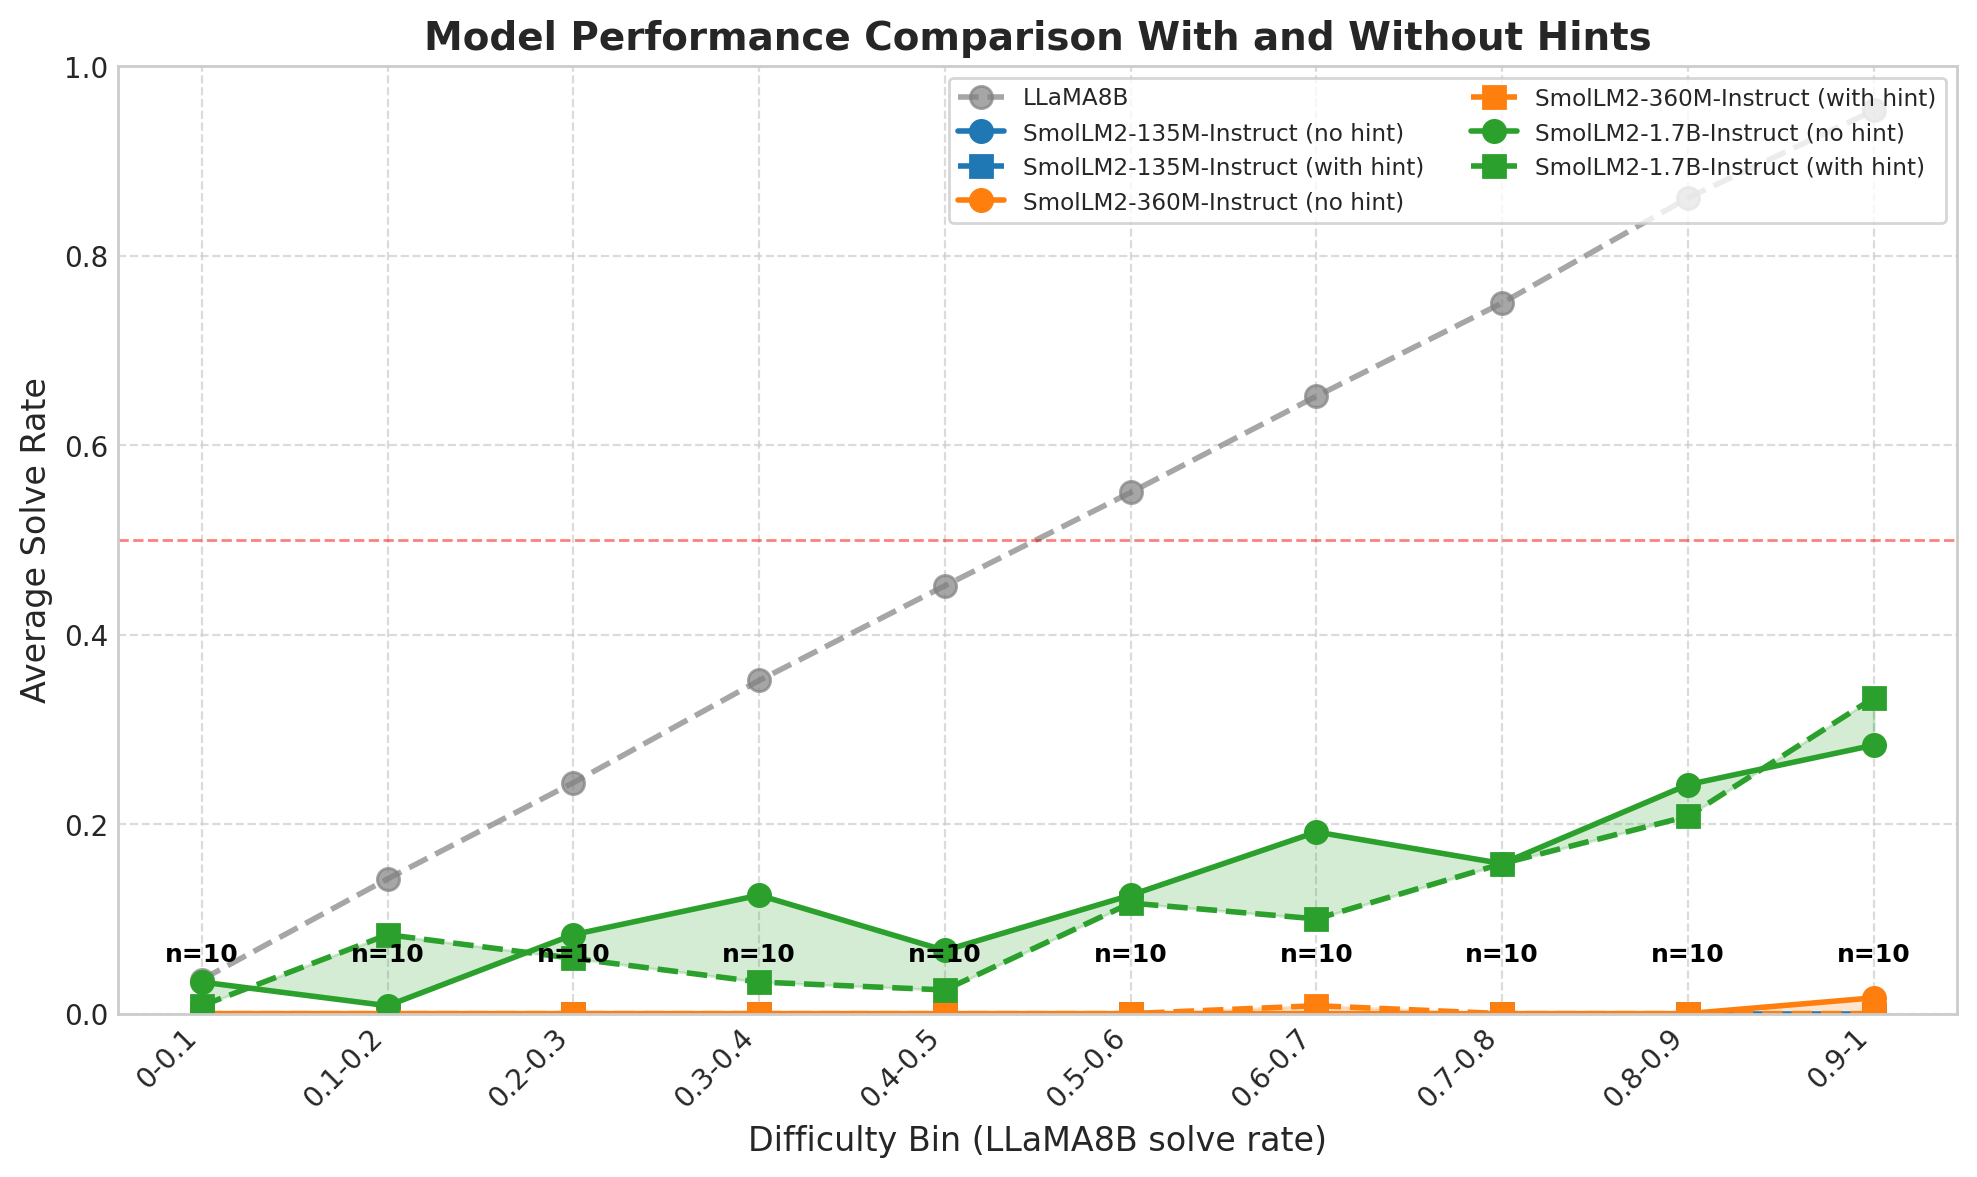 Model Performance Comparison With and Without Hints
LLaMA8B
SmolLM2-135M-Instruct (no hint)
SmolLM2-135M-Instruct (with hint)
SmolLM2-360M-Instruct (no hint)
SmolLM2-360M-Instruct (with hint)
SmolLM2-1.7B-Instruct (no hint)
SmolLM2-1.7B-Instruct (with hint)
Average Solve Rate
1.0
0.8
0.6
0.4
0.2
0.0
n=10 n=10 n=10 n=10 n=10 n=10 n=10 n=10 n=10 n=10
0-0.1 0.1-0.2 0.2-0.3 0.3-0.4 0.4-0.5 0.5-0.6 0.6-0.7 0.7-0.8 0.8-0.9 0.9-1
Difficulty Bin (LLaMA8B solve rate)